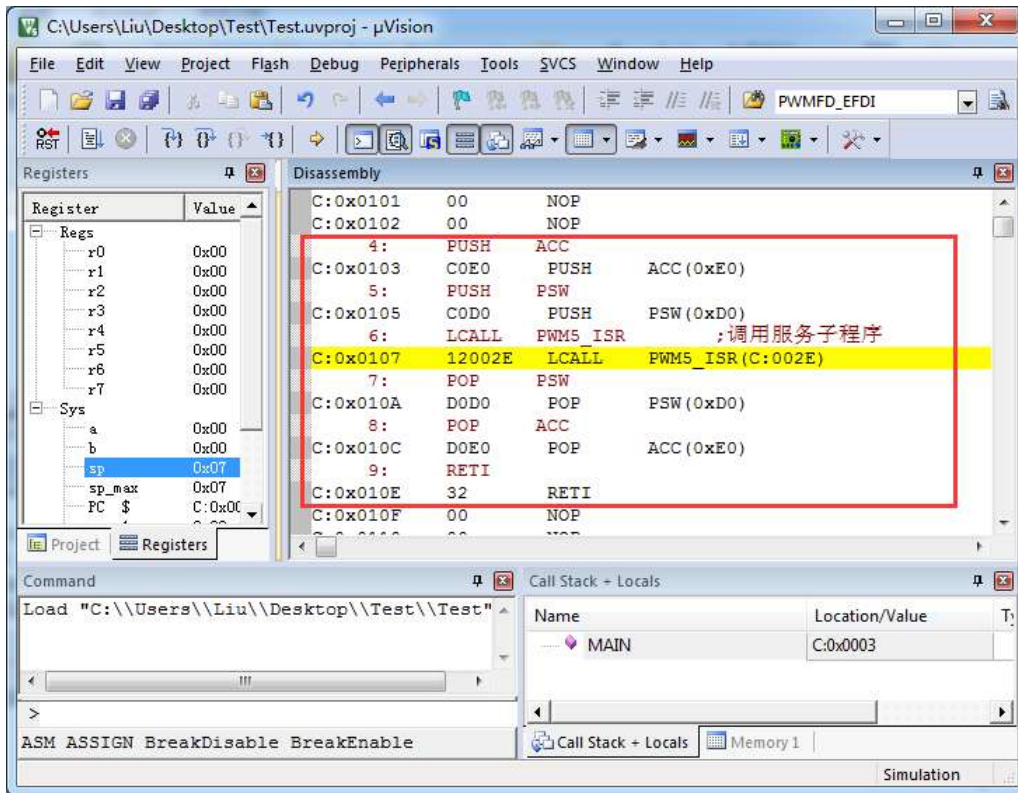 C:\Users\Liu\Desktop\Test\Test.uvproj - µVision
File Edit View Project Flash Debug Peripherals Tools SVCS Window Help
PWMFD_EFDI
RST
Registers
Register Value
Regs
r0 0x00
r1 0x00
r2 0x00
r3 0x00
r4 0x00
r5 0x00
r6 0x00
r7 0x00
Sys
a 0x00
b 0x00
sp 0x07
sp_max 0x07
PC $ C:0x00
Project Registers
Disassembly
C:0x0101 00 NOP
C:0x0102 00 NOP
4: PUSH ACC
C:0x0103 C0E0 PUSH ACC(0xE0)
5: PUSH PSW
C:0x0105 C0D0 PUSH PSW(0xD0)
6: LCALL PWM5_ISR ;调用服务子程序
C:0x0107 12002E LCALL PWM5_ISR(C:002E)
7: POP PSW
C:0x010A D0D0 POP PSW(0xD0)
8: POP ACC
C:0x010C D0E0 POP ACC(0xE0)
9: RETI
C:0x010E 32 RETI
C:0x010F 00 NOP
Command
Load "C:\\Users\\Liu\\Desktop\\Test\\Test"
>
ASM ASSIGN BreakDisable BreakEnable
Call Stack + Locals
Name Location/Value
MAIN C:0x0003
Call Stack + Locals Memory 1
Simulation